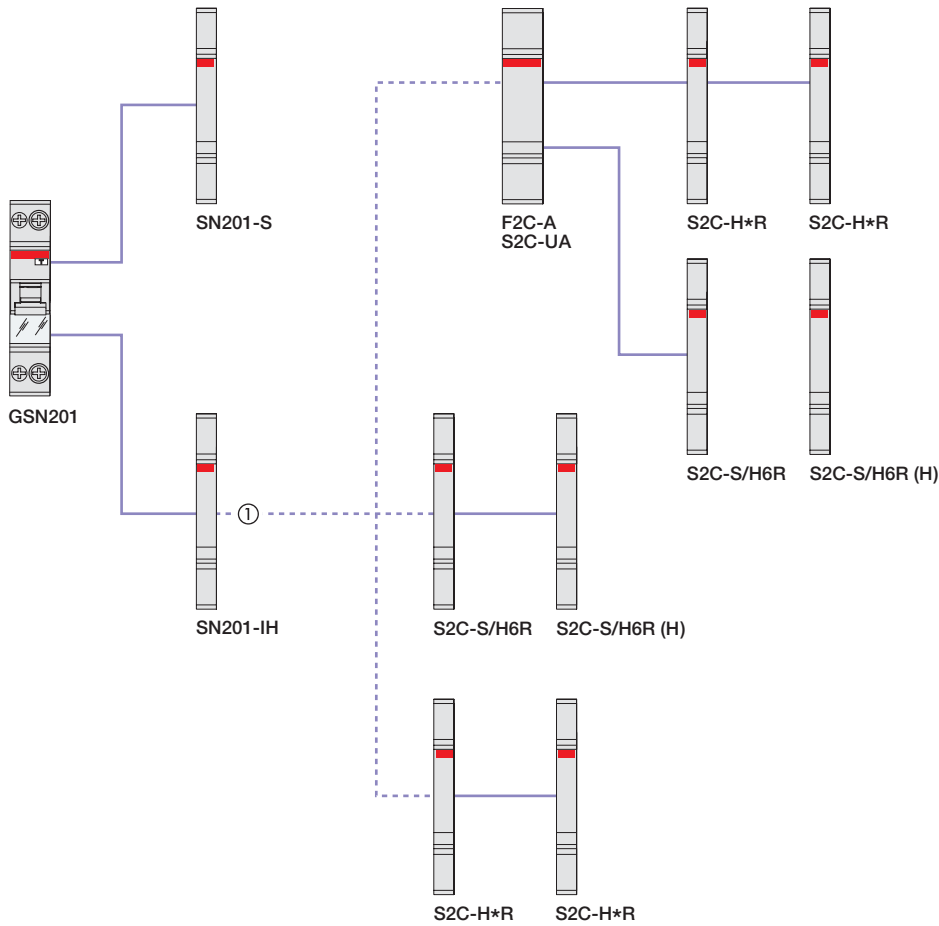 SN201-S
F2C-A
S2C-UA
S2C-H*R
S2C-H*R
GSN201
S2C-S/H6R
S2C-S/H6R (H)
①
SN201-IH
S2C-S/H6R
S2C-S/H6R (H)
S2C-H*R
S2C-H*R